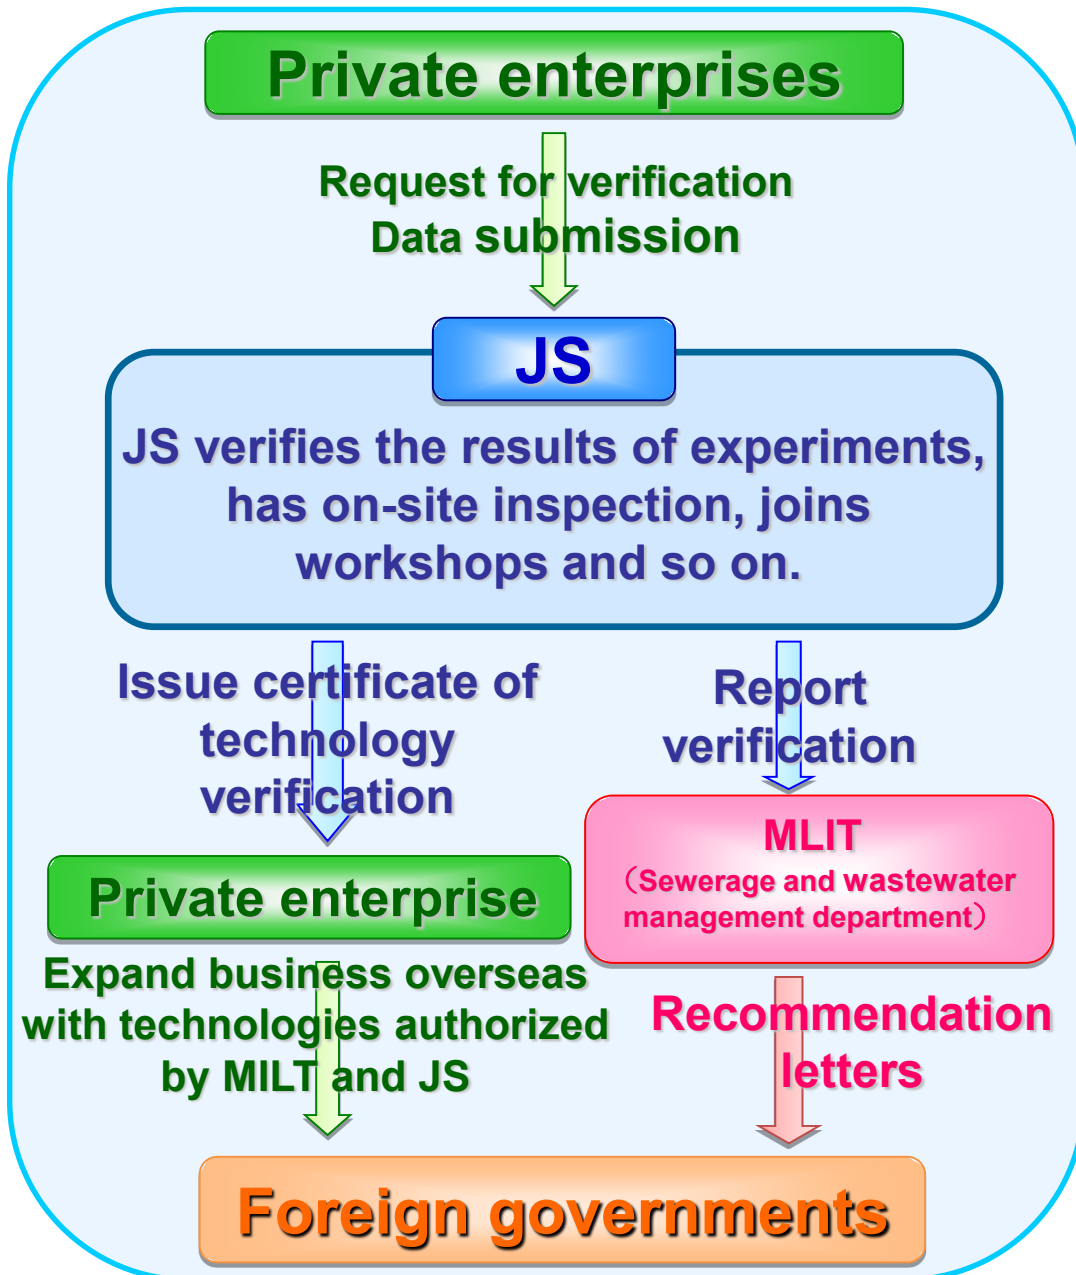 Private enterprises
Request for verification
Data submission
JS
JS verifies the results of experiments,
has on-site inspection, joins
workshops and so on.
Issue certificate of
technology
verification
Report
verification
MLIT
（Sewerage and wastewater
management department）
Private enterprise
Expand business overseas
with technologies authorized
by MILT and JS
Recommendation
letters
Foreign governments